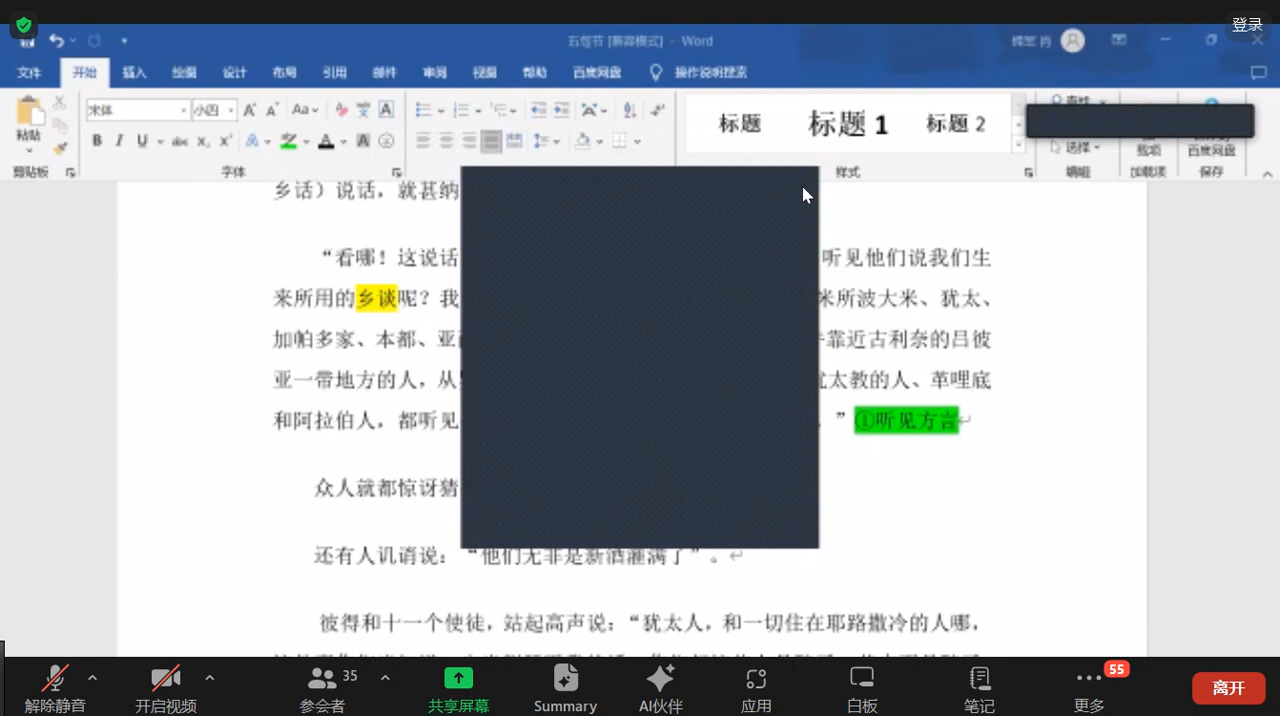 登录
五旬节 [兼容模式] - Word
文件 开始 插入 绘图 设计 布局 引用 邮件 审阅 视图 帮助 百度网盘 操作说明搜索
粘贴 宋体 小四 Aa 标题 标题 1 标题 2 选择 百度网盘
剪贴板 字体 样式 编辑 加载项 保存
乡话）说话，就甚纳
“看哪！这说话 听见他们说我们生
来所用的乡谈呢？我 米所波大米、犹太、
加帕多家、本都、亚 靠近古利奈的吕彼
亚一带地方的人，从 太教的人、革哩底
和阿拉伯人，都听见 。” ①听见方言
众人就都惊讶猜
还有人讥诮说：“他们无非是新酒灌满了”。
彼得和十一个使徒，站起高声说：“犹太人，和一切住在耶路撒冷的人哪，
解除静音 开启视频 参会者 35 共享屏幕 Summary AI伙伴 应用 白板 笔记 更多 55 离开